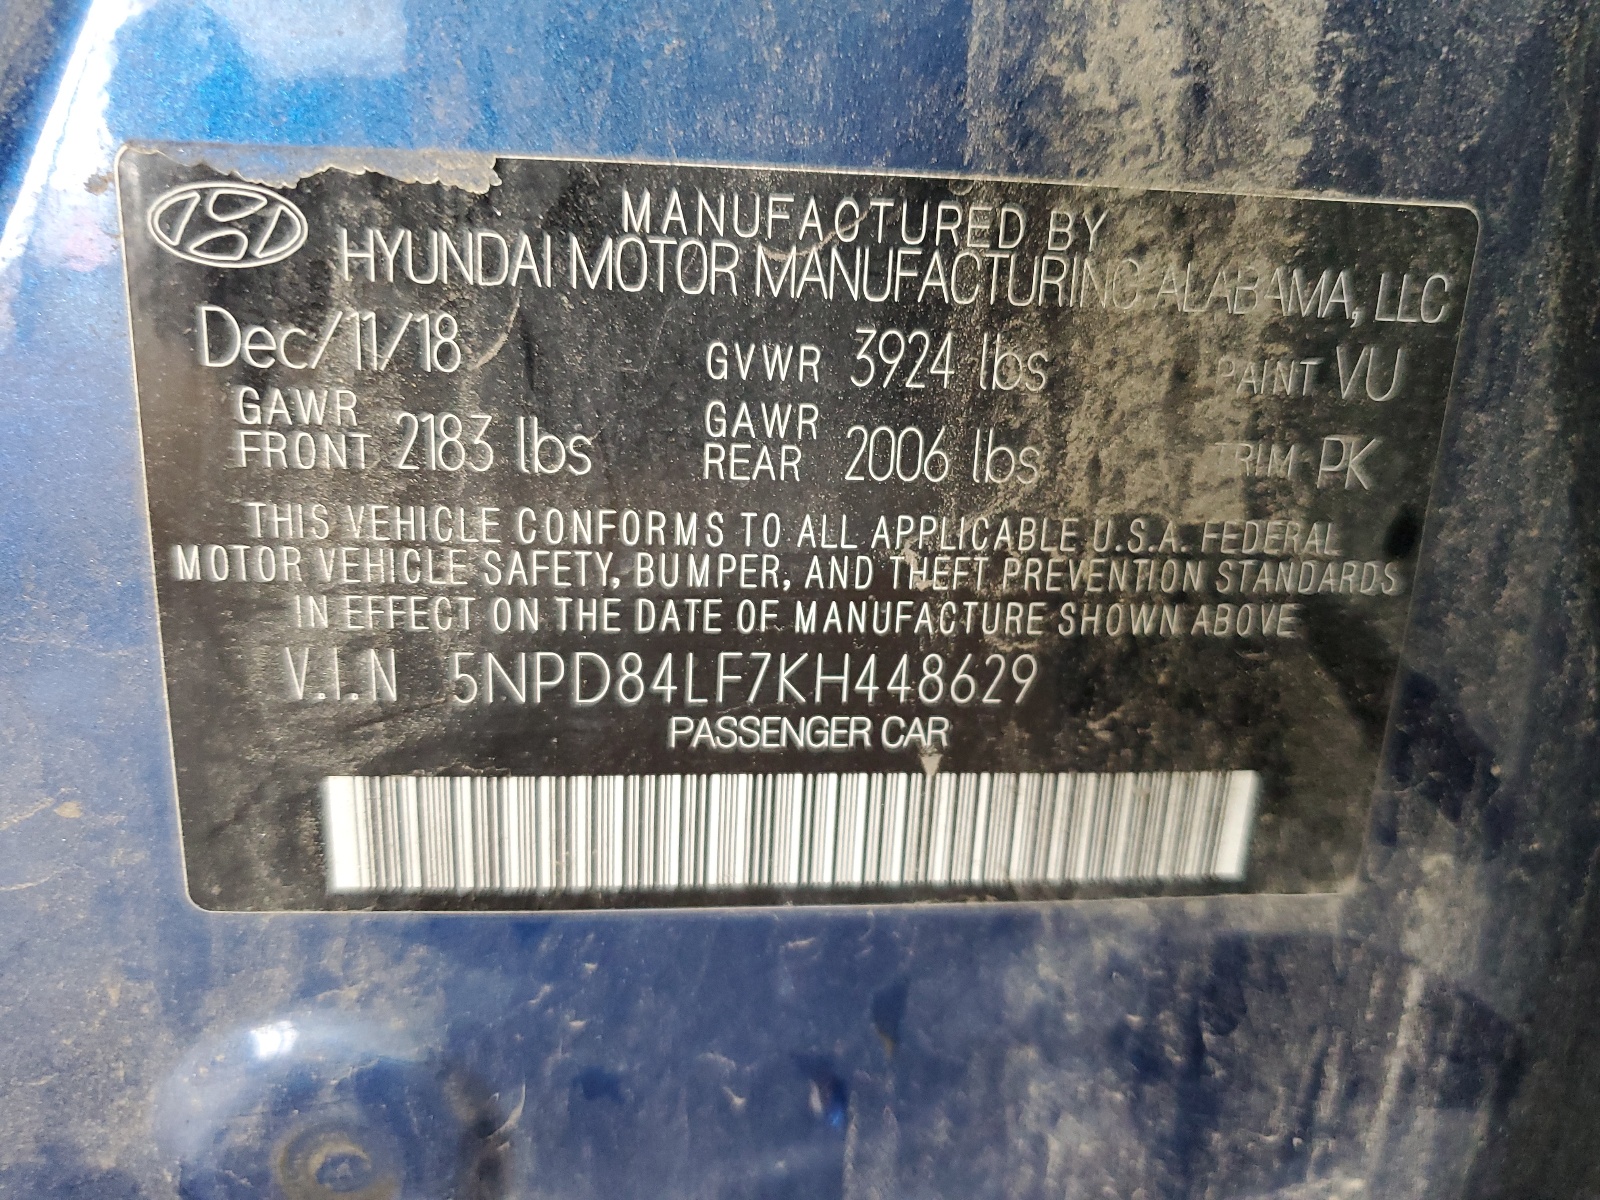 MANUFACTURED BY
HYUNDAI MOTOR MANUFACTURING ALABAMA, LLC
Dec/11/18 GVWR 3924 lbs PAINT VU
GAWR FRONT 2183 lbs GAWR REAR 2006 lbs TRIM PK
THIS VEHICLE CONFORMS TO ALL APPLICABLE U.S.A. FEDERAL
MOTOR VEHICLE SAFETY, BUMPER, AND THEFT PREVENTION STANDARDS
IN EFFECT ON THE DATE OF MANUFACTURE SHOWN ABOVE
V.I.N 5NPD84LF7KH448629
PASSENGER CAR